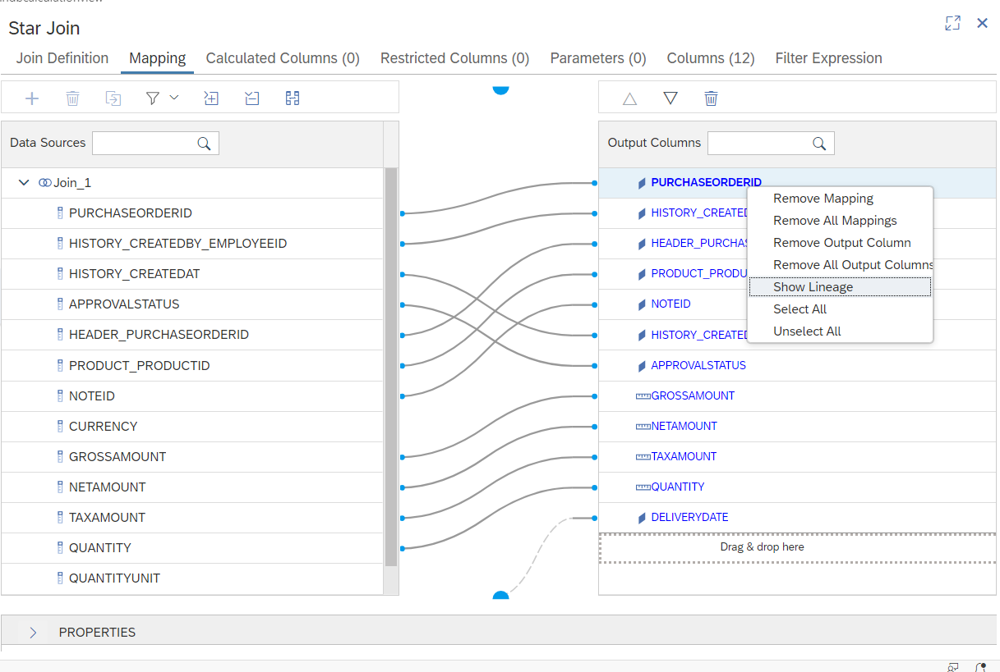 Star Join
Join Definition Mapping Calculated Columns (0) Restricted Columns (0) Parameters (0) Columns (12) Filter Expression
Data Sources
Join_1
PURCHASEORDERID
HISTORY_CREATEDBY_EMPLOYEEID
HISTORY_CREATEDAT
APPROVALSTATUS
HEADER_PURCHASEORDERID
PRODUCT_PRODUCTID
NOTEID
CURRENCY
GROSSAMOUNT
NETAMOUNT
TAXAMOUNT
QUANTITY
QUANTITYUNIT
Output Columns
PURCHASEORDERID
HISTORY_CREATED
HEADER_PURCHAS
PRODUCT_PRODU
NOTEID
HISTORY_CREATED
APPROVALSTATUS
GROSSAMOUNT
NETAMOUNT
TAXAMOUNT
QUANTITY
DELIVERYDATE
Drag & drop here
Remove Mapping
Remove All Mappings
Remove Output Column
Remove All Output Columns
Show Lineage
Select All
Unselect All
PROPERTIES